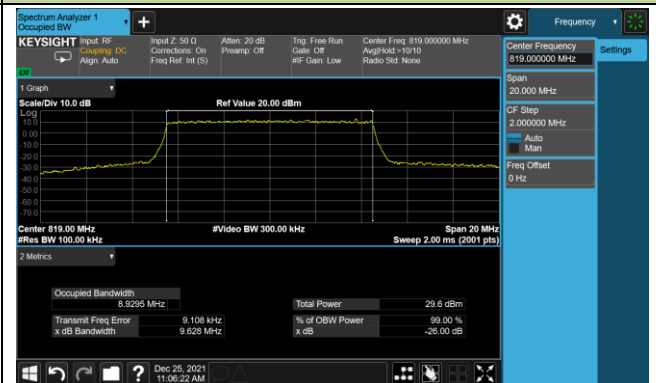 Spectrum Analyzer 1
Occupied BW
Frequency
KEYSIGHT
Input: RF
Coupling: DC
Align: Auto
Input Z: 50 Ω
Corrections: On
Freq Ref: Int (S)
Atten: 20 dB
Preamp: Off
Trig: Free Run
Gate: Off
#IF Gain: Low
Center Freq: 819.000000 MHz
Avg|Hold:>10/10
Radio Std: None
Center Frequency
819.000000 MHz
Settings
Span
20.000 MHz
CF Step
2.000000 MHz
Auto
Man
Freq Offset
0 Hz
1 Graph
Scale/Div 10.0 dB
Ref Value 20.00 dBm
Log
10.0
0.00
-10.0
-20.0
-30.0
-40.0
-50.0
-60.0
-70.0
Center 819.00 MHz
#Video BW 300.00 kHz
Span 20 MHz
#Res BW 100.00 kHz
Sweep 2.00 ms (2001 pts)
2 Metrics
Occupied Bandwidth
8.9295 MHz
Total Power
29.6 dBm
Transmit Freq Error
9.108 kHz
% of OBW Power
99.00 %
x dB Bandwidth
9.628 MHz
x dB
-26.00 dB
Dec 25, 2021
11:06:22 AM